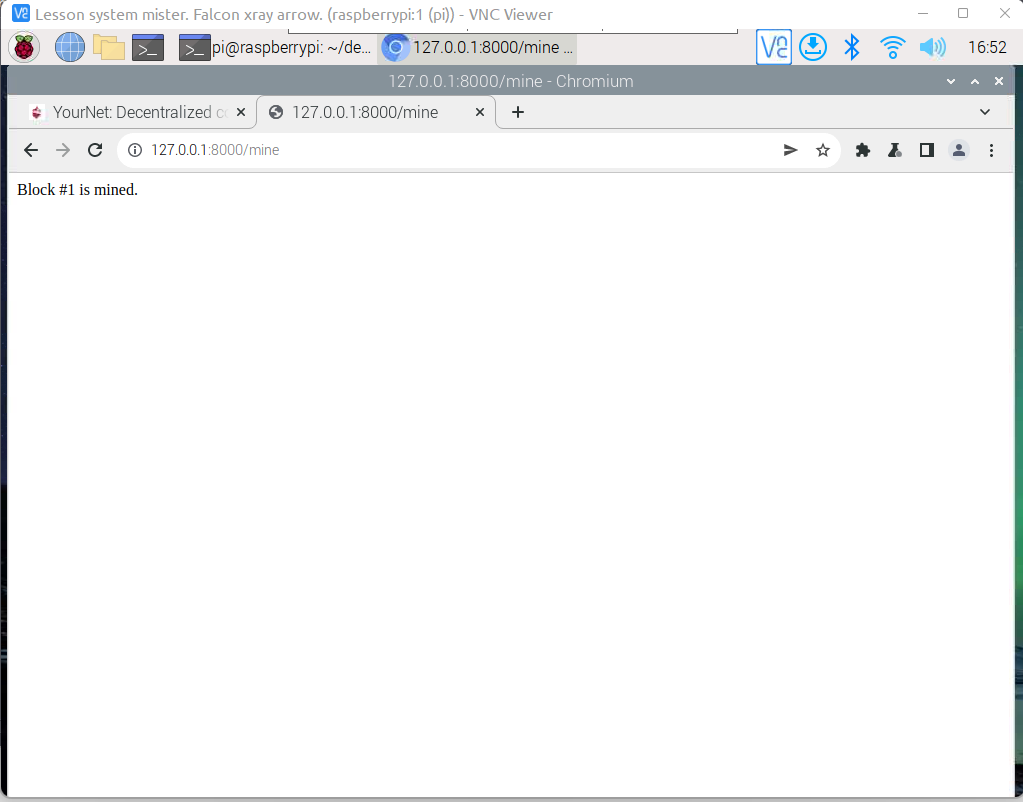 Lesson system mister. Falcon xray arrow. (raspberrypi:1 (pi)) - VNC Viewer
pi@raspberrypi: ~/de... 127.0.0.1:8000/mine ... 16:52
127.0.0.1:8000/mine - Chromium
YourNet: Decentralized co 127.0.0.1:8000/mine
127.0.0.1:8000/mine
Block #1 is mined.